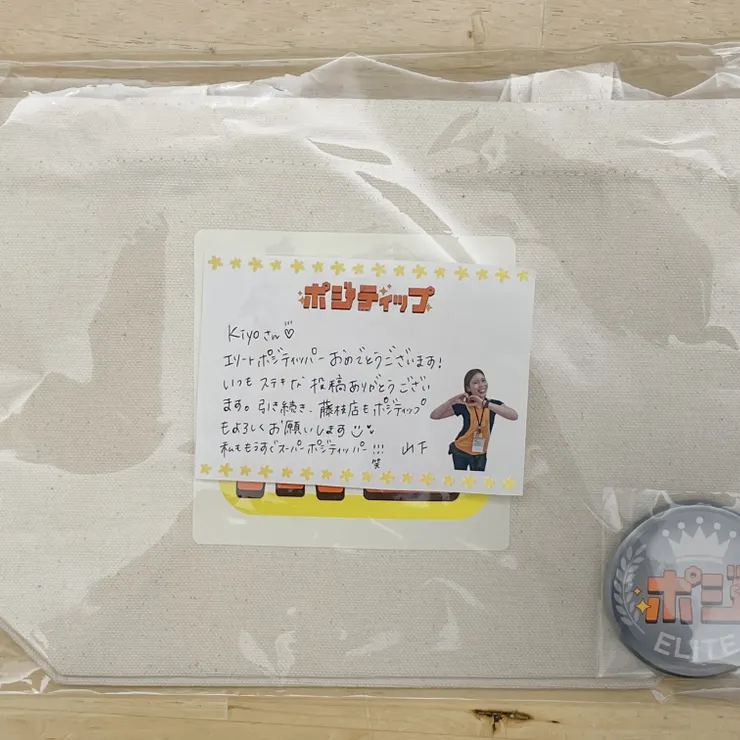 ポジティップ
Kiyoさん♡
エリートポジティッパーおめでとうございます!
いつもステキな投稿ありがとうござい
ます。引き続き、藤枝店もポジティップ
もよろしくお願いします
私ももうすぐスーパーポジティッパー!!! 山下
笑
ポジ
ELITE